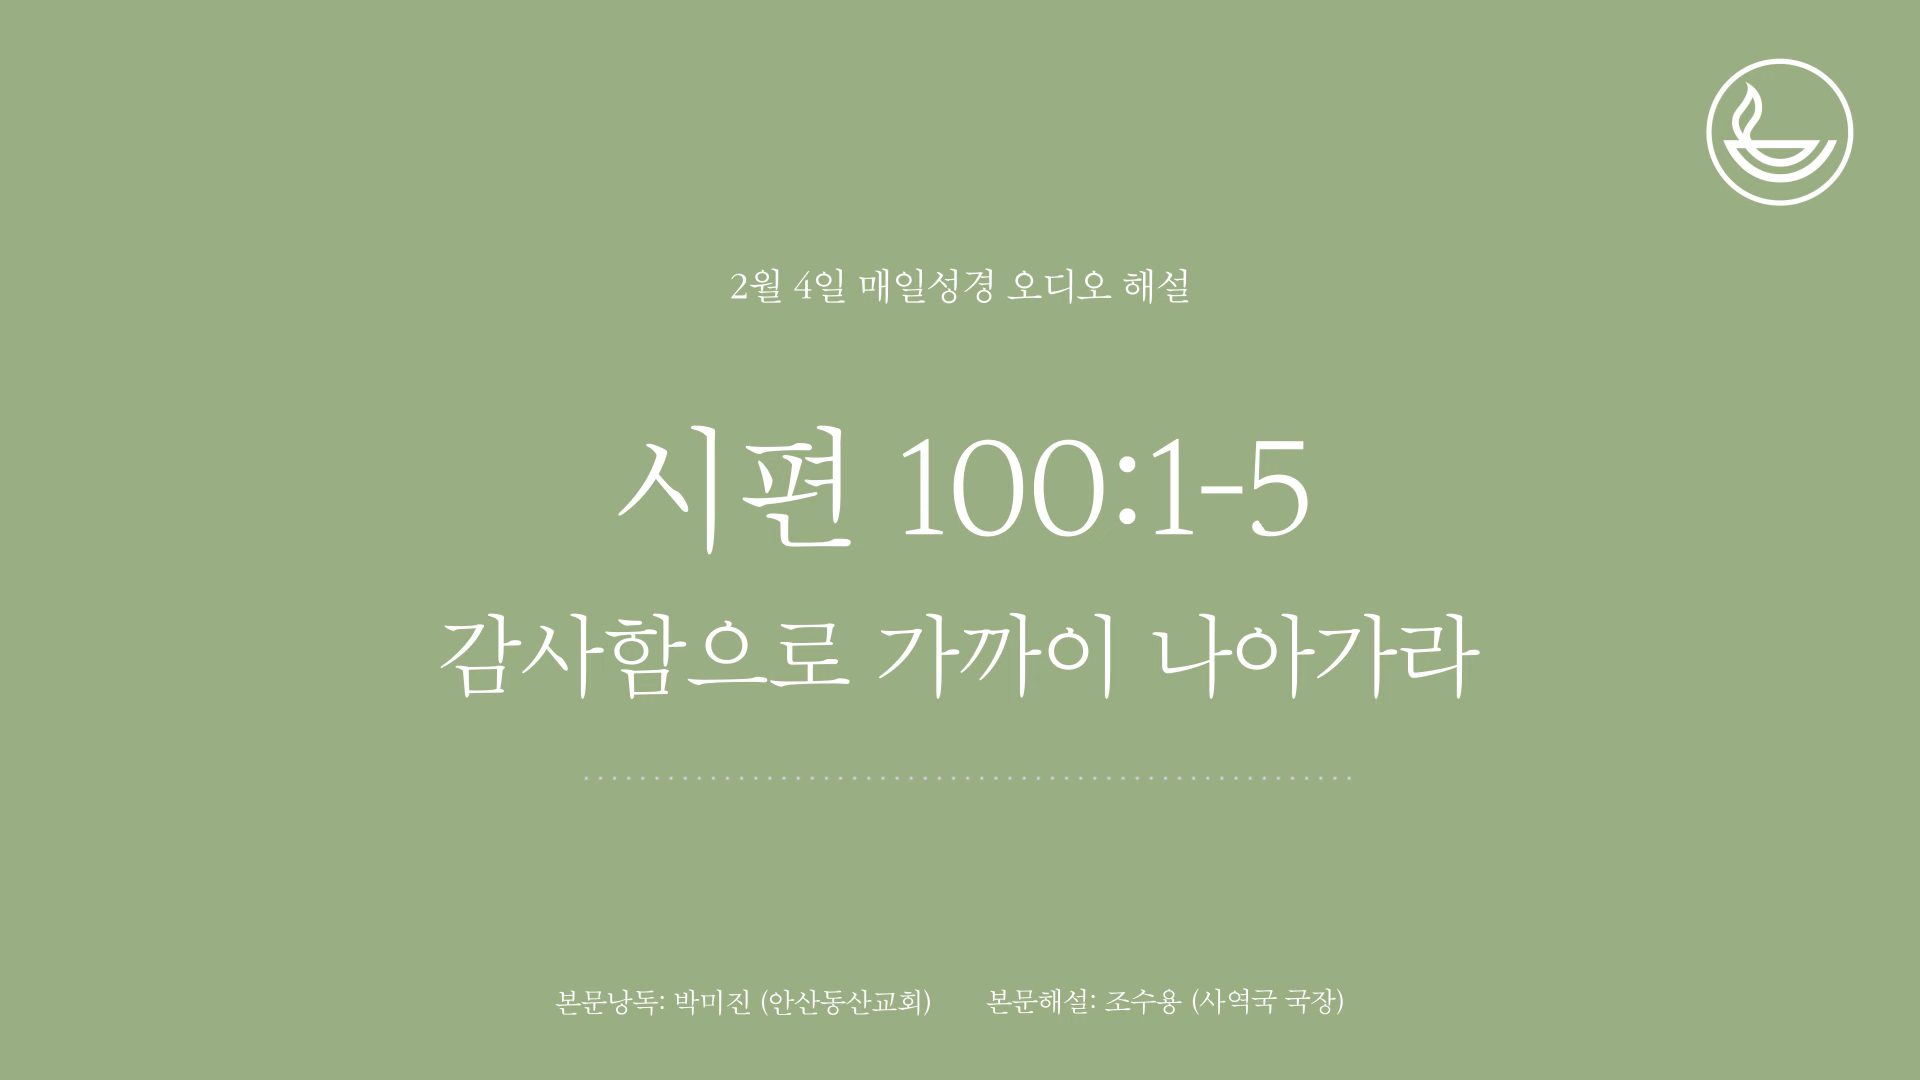 2월 4일 매일성경 오디오 해설
시편 100:1-5
감사함으로 가까이 나아가라
본문낭독: 박미진 (안산동산교회) 본문해설: 조수용 (사역국 국장)